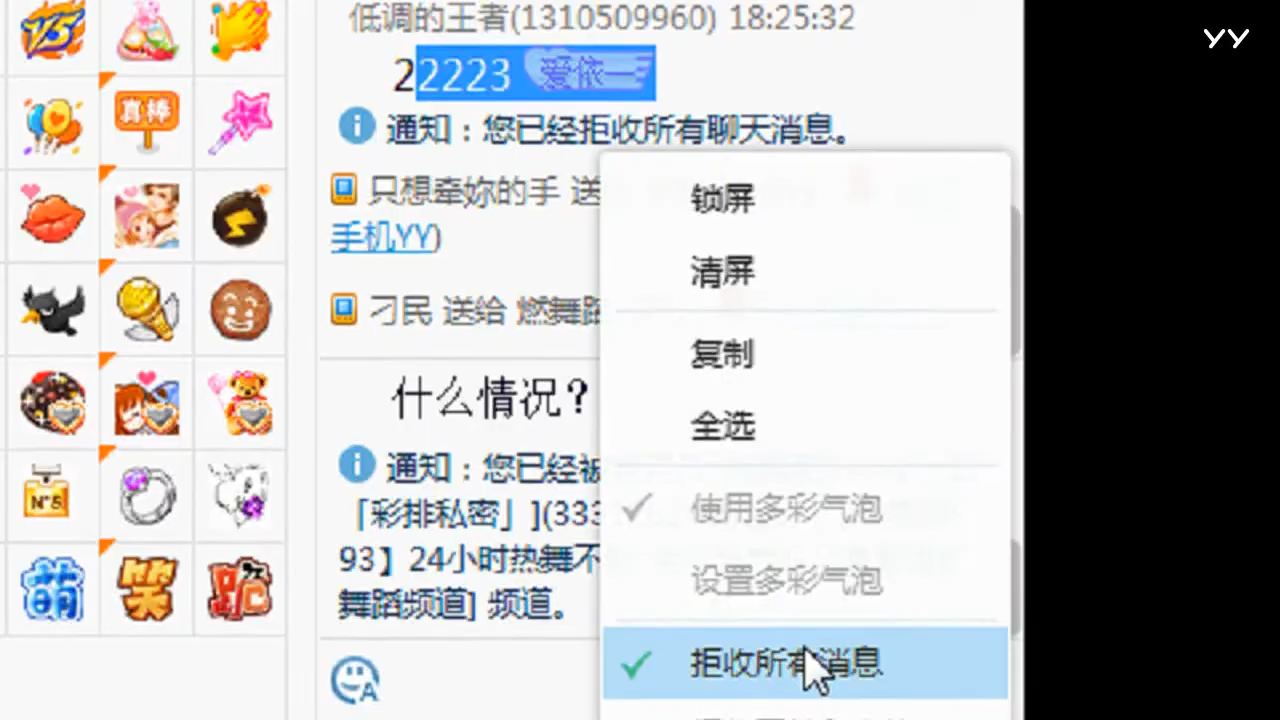 YY
低调的王者(1310509960) 18:25:32
22223 爱依一
通知：您已经拒收所有聊天消息。
只想牵妳的手 送
手机YY)
刁民 送给 燃舞蹈
什么情况？
通知：您已经被
「彩排私密」](333
93】24小时热舞不
舞蹈频道] 频道。
锁屏
清屏
复制
全选
使用多彩气泡
设置多彩气泡
拒收所有消息
VS
真棒
N°5
萌
笑
跪